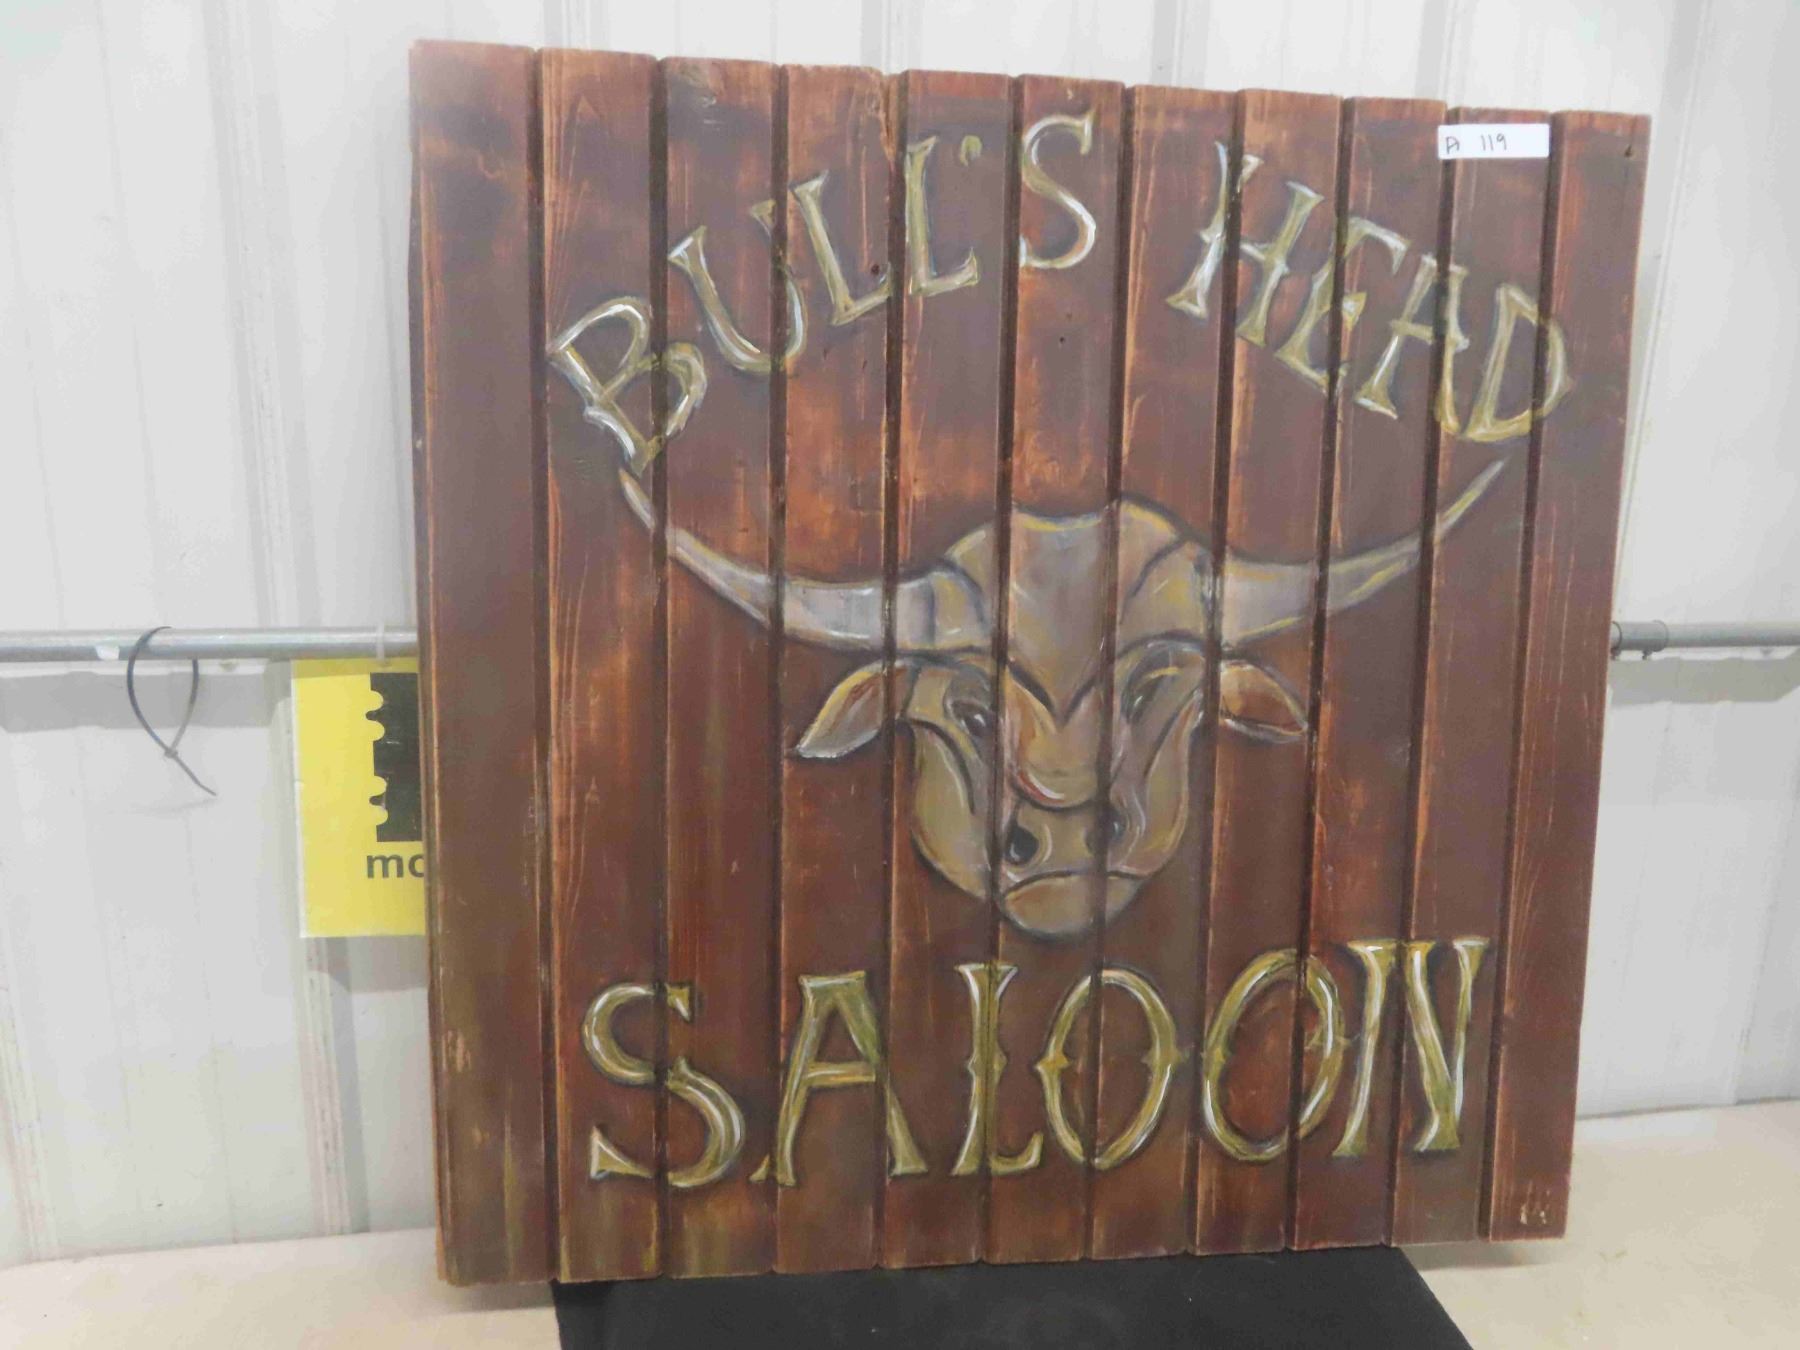 BULL'S HEAD
SALOON
A 119
mc